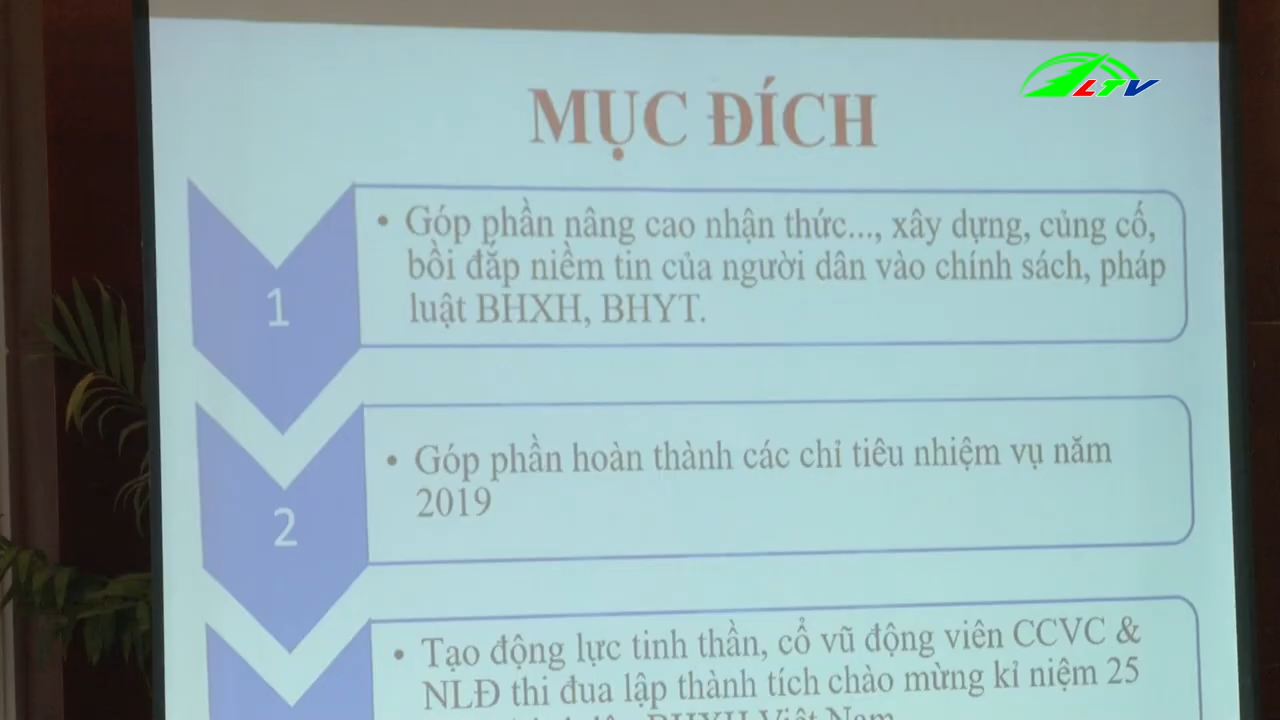 LTV
MỤC ĐÍCH
1
• Góp phần nâng cao nhận thức..., xây dựng, củng cố,
bồi đắp niềm tin của người dân vào chính sách, pháp
luật BHXH, BHYT.
2
• Góp phần hoàn thành các chỉ tiêu nhiệm vụ năm
2019
• Tạo động lực tinh thần, cổ vũ động viên CCVC &
NLĐ thi đua lập thành tích chào mừng kỉ niệm 25
BHXH Việt Nam